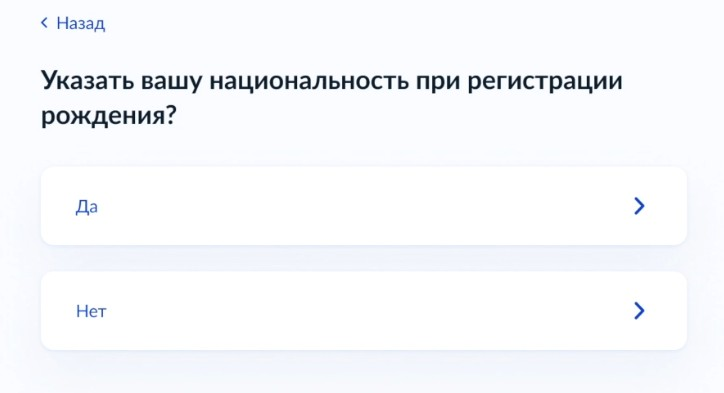 Назад
Указать вашу национальность при регистрации
рождения?
Да
Нет